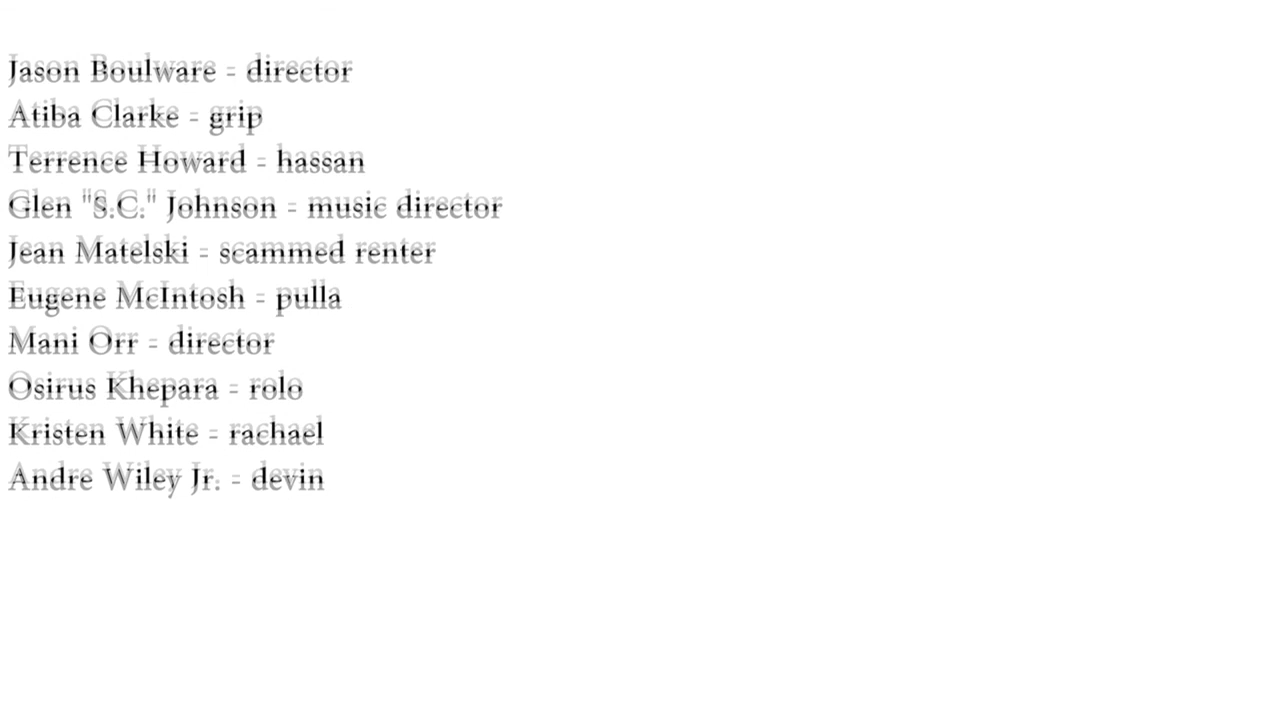 Jason Boulware - director
Atiba Clarke - grip
Terrence Howard - hassan
Glen "S.C." Johnson - music director
Jean Matelski - scammed renter
Eugene McIntosh - pulla
Mani Orr - director
Osirus Khepara - rolo
Kristen White - rachael
Andre Wiley Jr. - devin